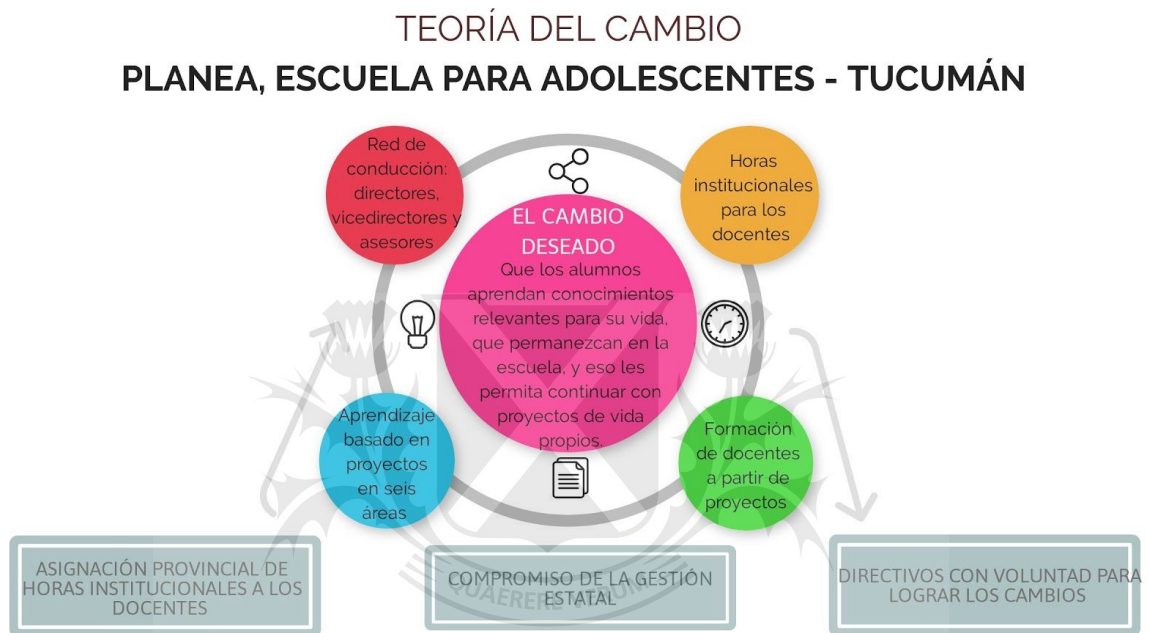 TEORÍA DEL CAMBIO
PLANEA, ESCUELA PARA ADOLESCENTES - TUCUMÁN
Red de
conducción:
directores,
vicedirectores y
asesores
Horas
institucionales
para los
docentes
EL CAMBIO
DESEADO
Que los alumnos
aprendan conocimientos
relevantes para su vida,
que permanezcan en la
escuela, y eso les
permita continuar con
proyectos de vida
propios.
Aprendizaje
basado en
proyectos
en seis
áreas
Formación
de docentes
a partir de
proyectos
ASIGNACIÓN PROVINCIAL DE
HORAS INSTITUCIONALES A LOS
DOCENTES
COMPROMISO DE LA GESTIÓN
ESTATAL
DIRECTIVOS CON VOLUNTAD PARA
LOGRAR LOS CAMBIOS
QUAERERE